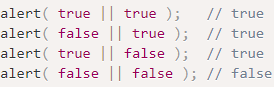 alert( true || true );   // true
alert( false || true );  // true
alert( true || false );  // true
alert( false || false ); // false